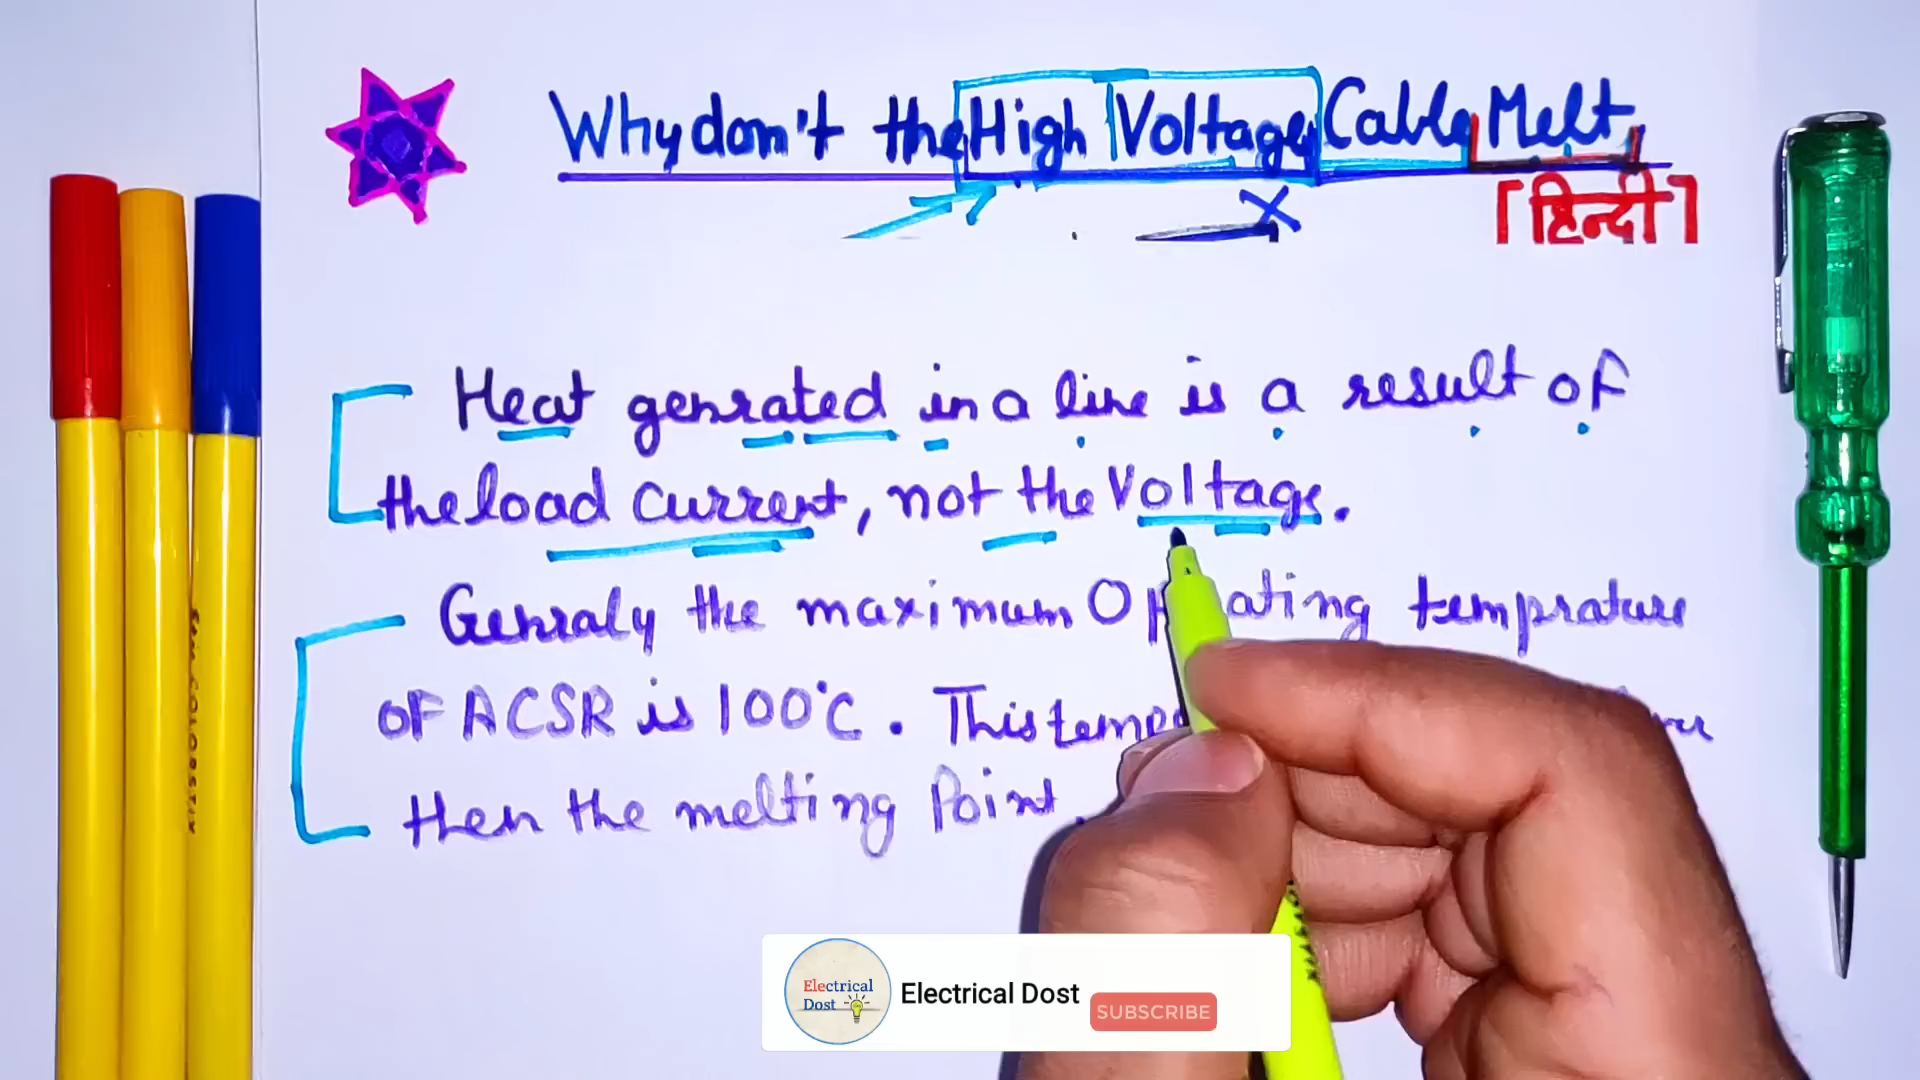 Why don't the High Voltage Cable Melt,
[हिन्दी]
Heat genrated in a line is a result of
the load current, not the Voltage.
Genraly the maximum ating temprature
of ACSR is 100°C. This
then the melting Point.
Electrical Dost
Electrical Dost
SUBSCRIBE